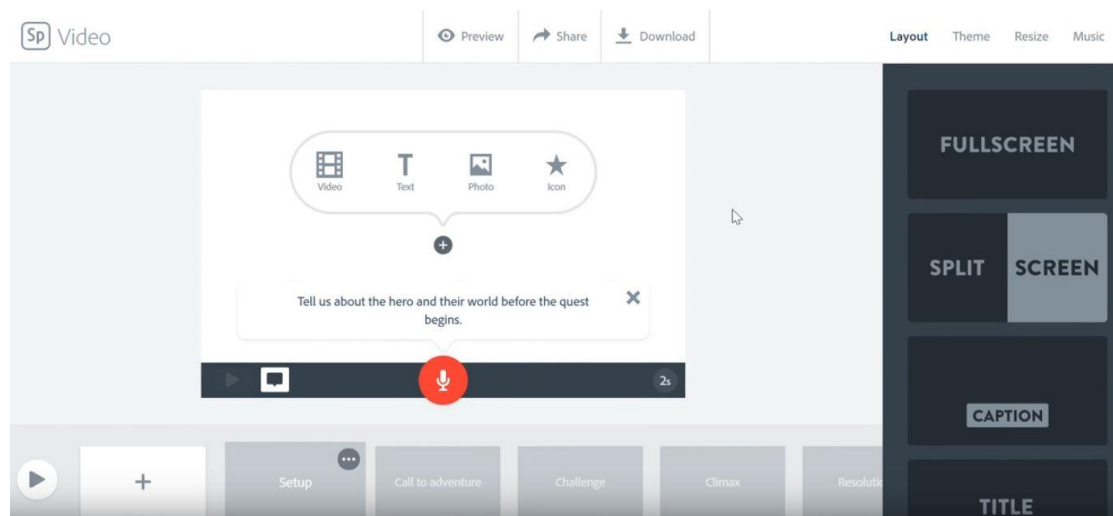 Sp Video
Preview
Share
Download
Layout
Theme
Resize
Music
Video
Text
Photo
Icon
Tell us about the hero and their world before the quest
begins.
2s
FULLSCREEN
SPLIT SCREEN
CAPTION
TITLE
Setup
Call to adventure
Challenge
Climax
Resolutio